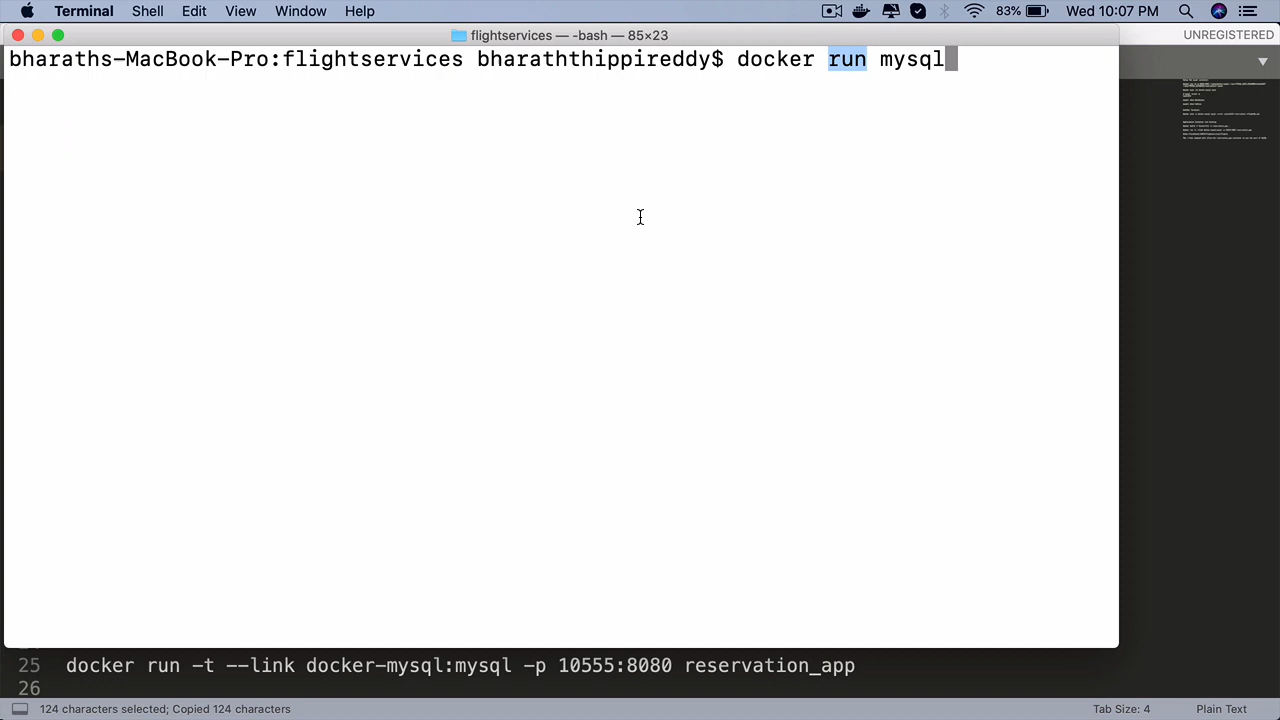 Terminal Shell Edit View Window Help 83% Wed 10:07 PM
flightservices — -bash — 85×23
UNREGISTERED
bharaths-MacBook-Pro:flightservices bharaththippireddy$ docker run mysql
25 docker run -t --link docker-mysql:mysql -p 10555:8080 reservation_app
26
124 characters selected; Copied 124 characters Tab Size: 4 Plain Text